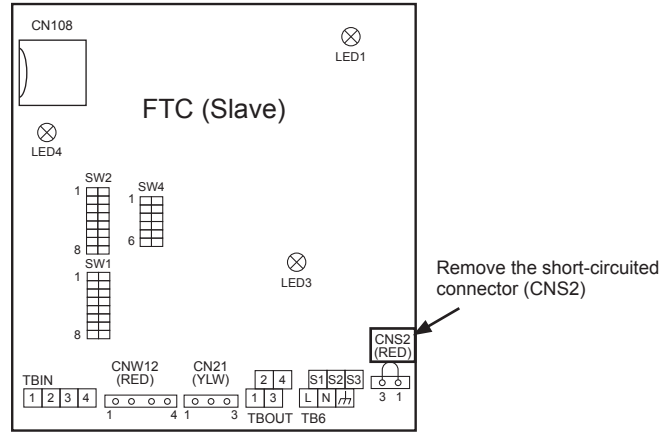 CN108
LED1
FTC (Slave)
LED4
SW2
1
8
SW4
1
6
SW1
1
8
LED3
Remove the short-circuited
connector (CNS2)
CNS2
(RED)
3 1
TBIN
1 2 3 4
CNW12
(RED)
1 4
CN21
(YLW)
1 3
2 4
1 3
TBOUT
S1 S2 S3
L N
TB6